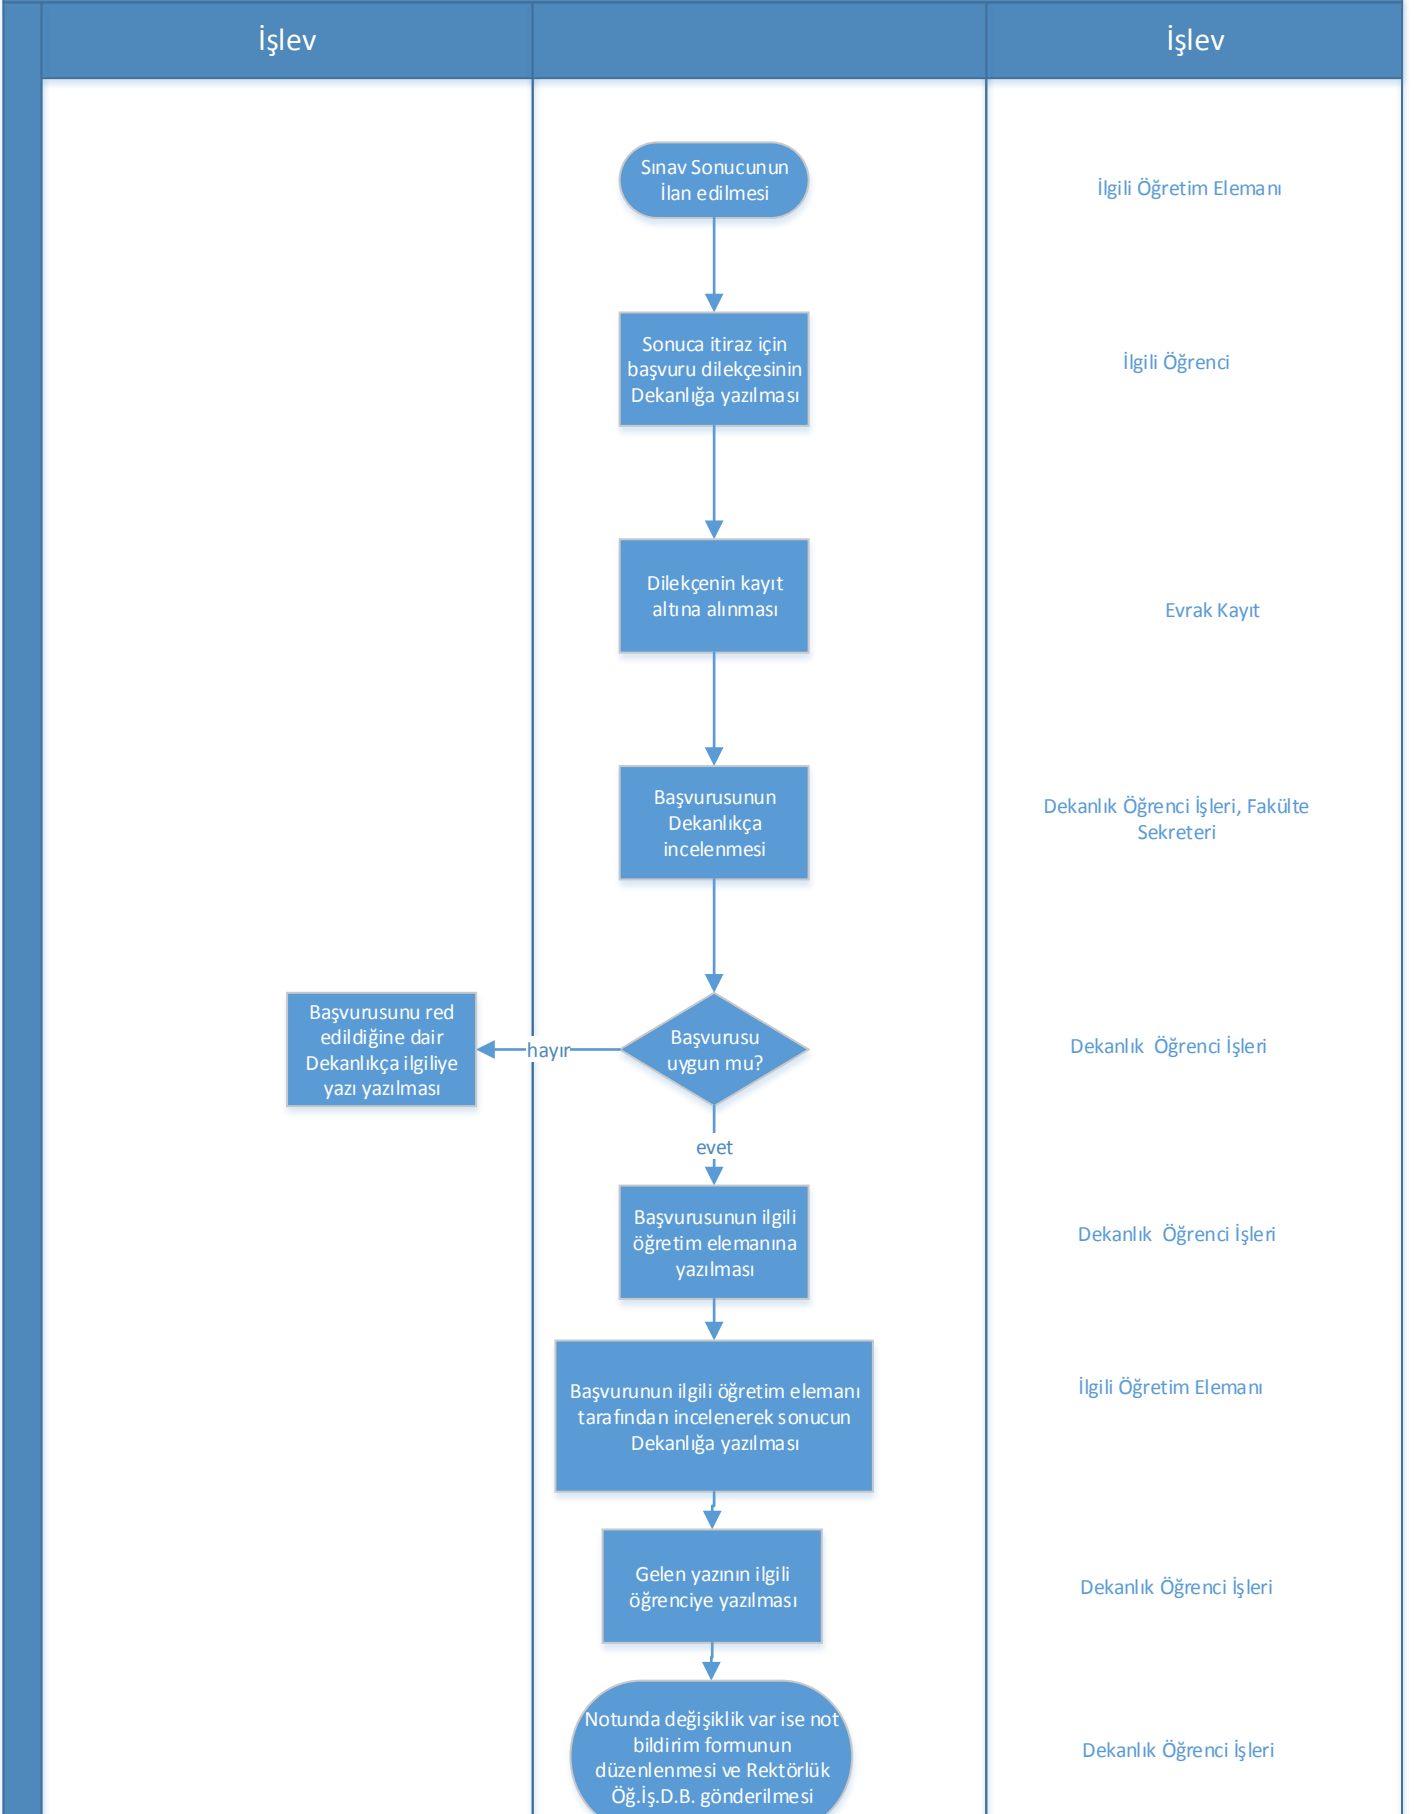 İşlev
İşlev
Sınav Sonucunun
İlan edilmesi
İlgili Öğretim Elemanı
Sonuca itiraz için
başvuru dilekçesinin
Dekanlığa yazılması
İlgili Öğrenci
Dilekçenin kayıt
altına alınması
Evrak Kayıt
Başvurusunun
Dekanlıkça
incelenmesi
Dekanlık Öğrenci İşleri, Fakülte
Sekreteri
Başvurusu
uygun mu?
hayır
Başvurusunu red
edildiğine dair
Dekanlıkça ilgiliye
yazı yazılması
Dekanlık Öğrenci İşleri
evet
Başvurusunun ilgili
öğretim elemanına
yazılması
Dekanlık Öğrenci İşleri
Başvurunun ilgili öğretim elemanı
tarafından incelenerek sonucun
Dekanlığa yazılması
İlgili Öğretim Elemanı
Gelen yazının ilgili
öğrenciye yazılması
Dekanlık Öğrenci İşleri
Notunda değişiklik var ise not
bildirim formunun
düzenlenmesi ve Rektörlük
Öğ.İş.D.B. gönderilmesi
Dekanlık Öğrenci İşleri